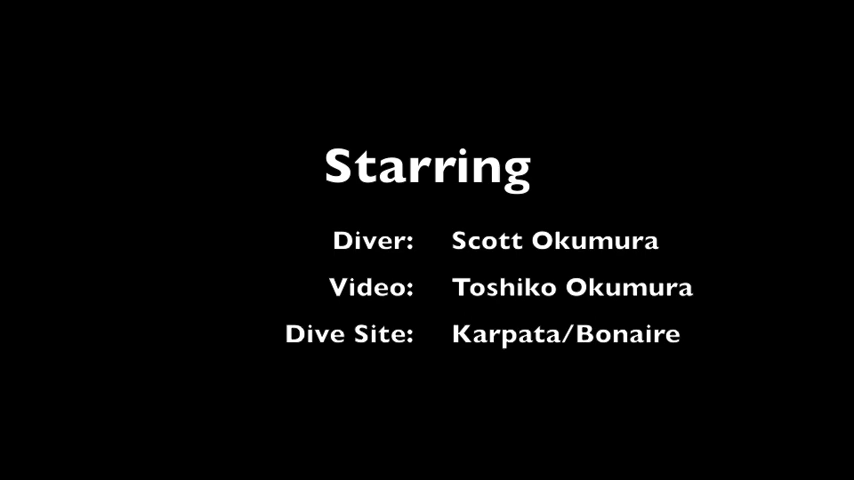 Starring
Diver: Scott Okumura
Video: Toshiko Okumura
Dive Site: Karpata/Bonaire